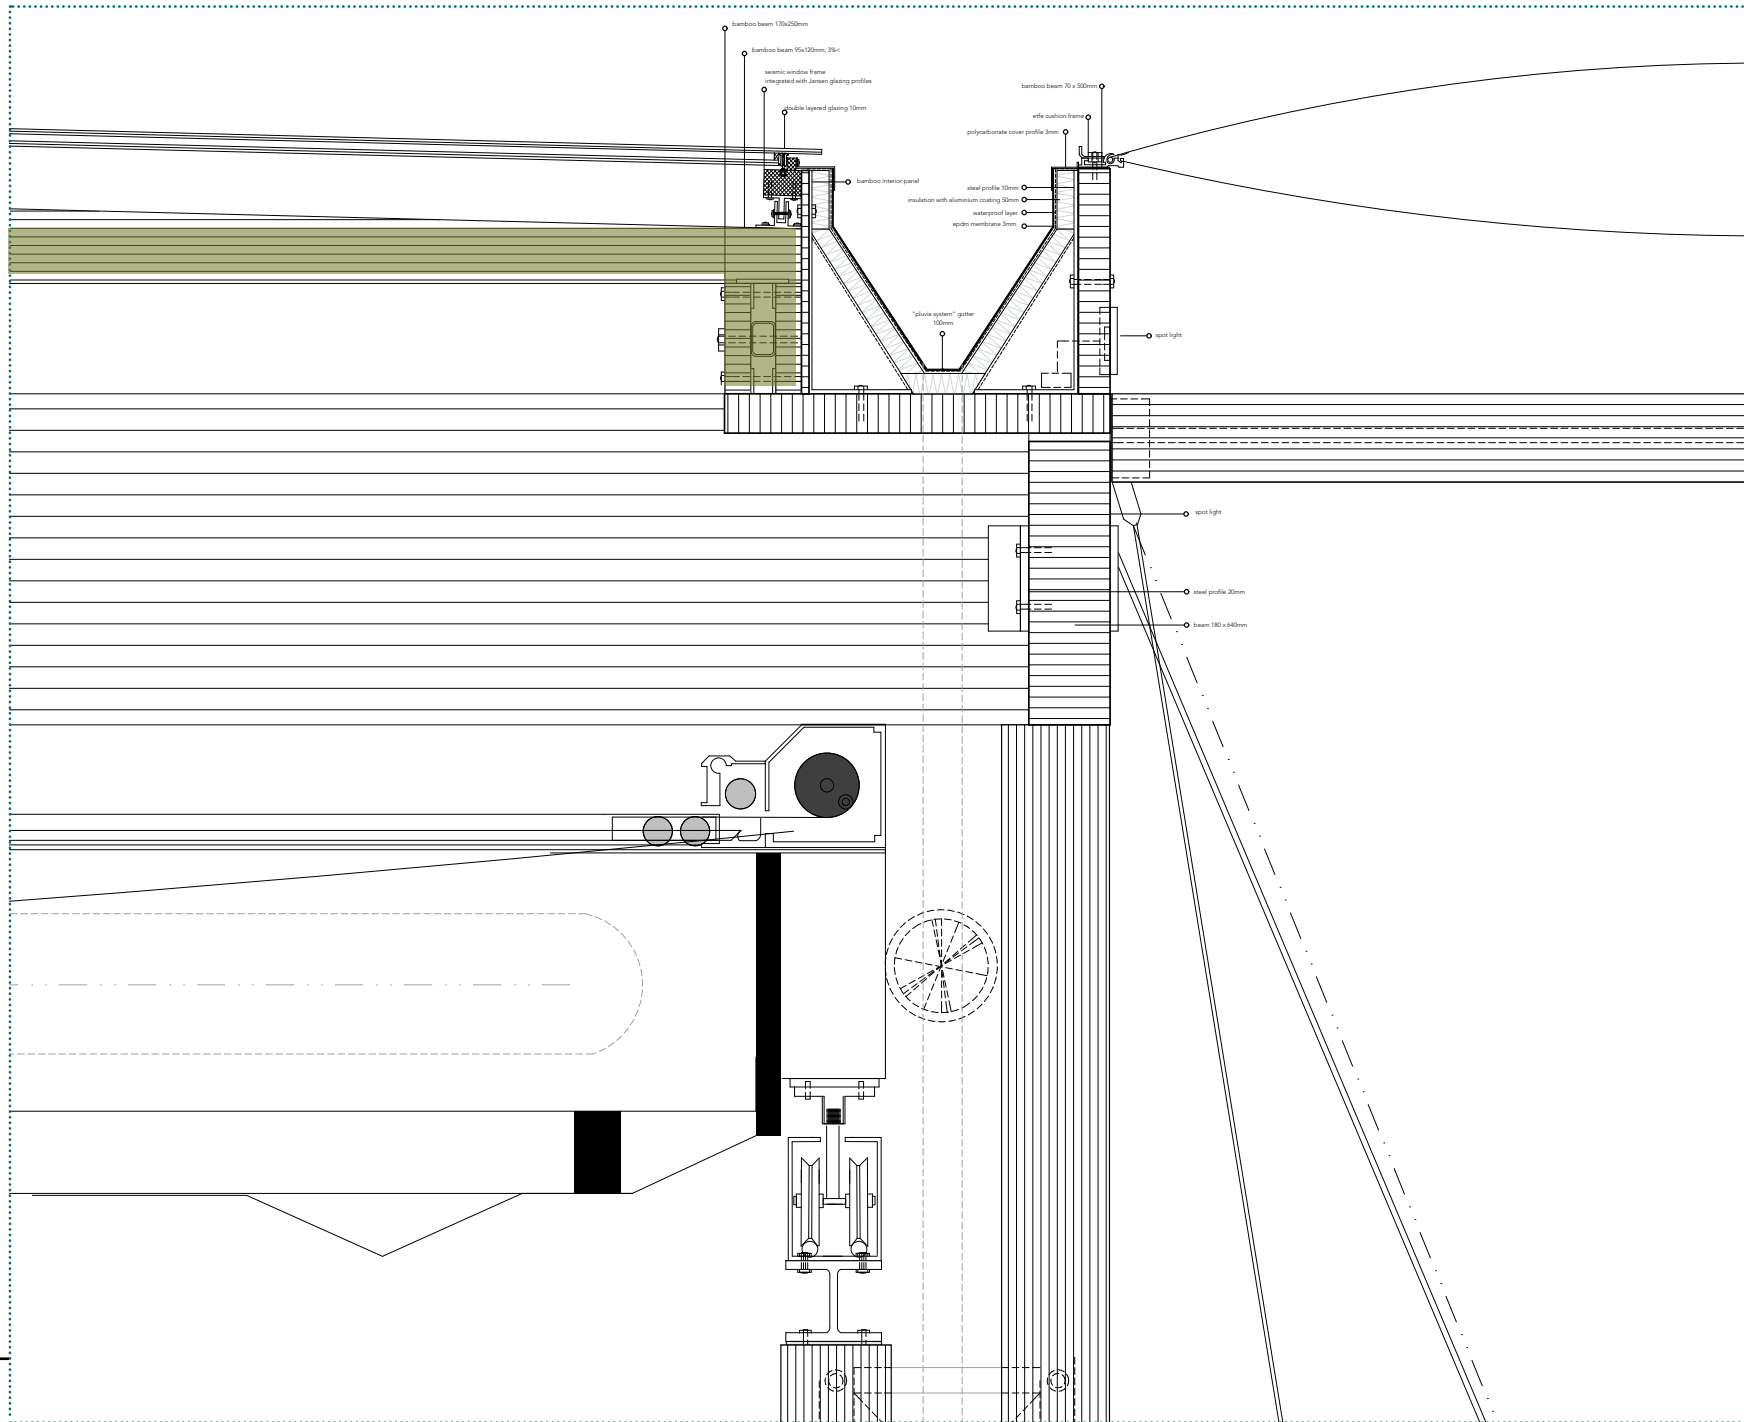 bamboo beam 170x250mm
bamboo beam 95x120mm, 3%<
seismic window frame
integrated with Jansen glazing profiles
double layered glazing 10mm
bamboo beam 70 x 500mm
etfe cushion frame
polycarbonate cover profile 3mm
bamboo interior panel
steel profile 10mm
insulation with aluminium coating 50mm
waterproof layer
epdm membrane 3mm
"pluvia system" gutter
100mm
spot light
spot light
steel profile 20mm
beam 180 x 640mm